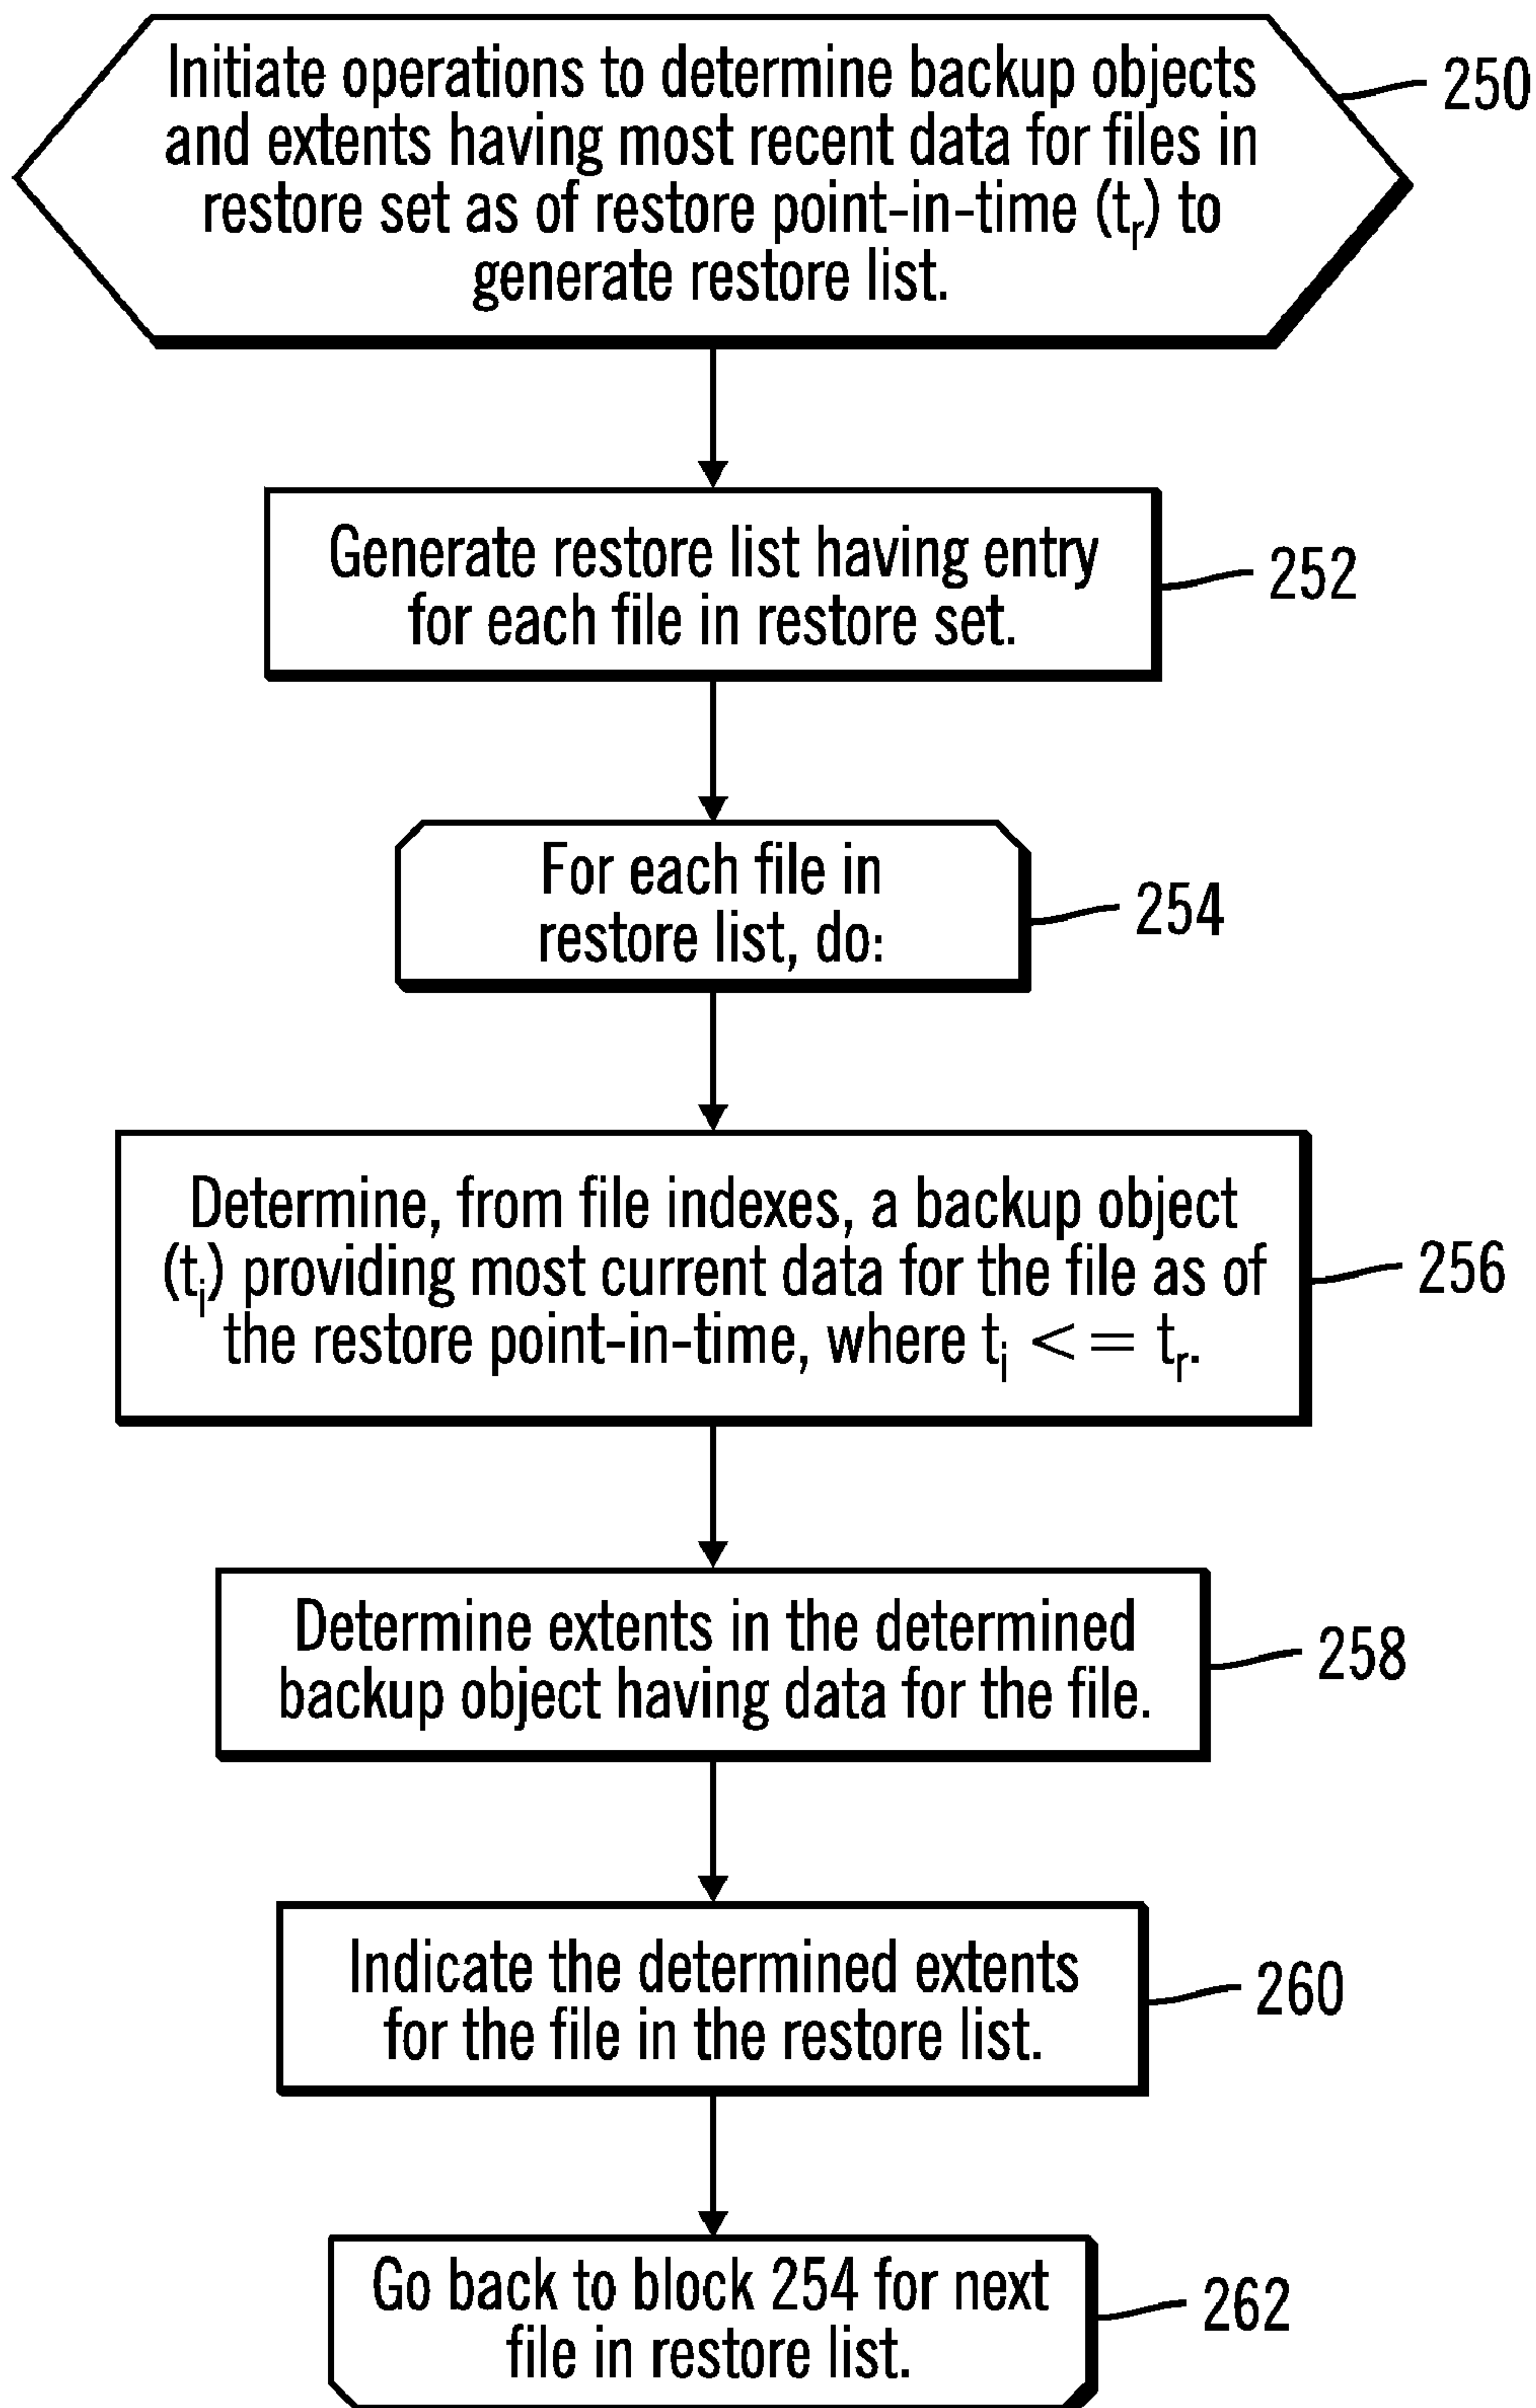 Initiate operations to determine backup objects
and extents having most recent data for files in
restore set as of restore point-in-time (tr) to
generate restore list.
250
Generate restore list having entry
for each file in restore set.
252
For each file in
restore list, do:
254
Determine, from file indexes, a backup object
(ti) providing most current data for the file as of
the restore point-in-time, where ti <= tr.
256
Determine extents in the determined
backup object having data for the file.
258
Indicate the determined extents
for the file in the restore list.
260
Go back to block 254 for next
file in restore list.
262